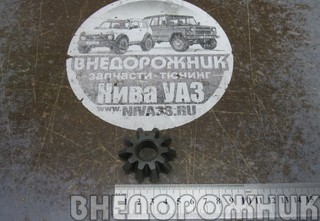 ВНЕДОРОЖНИК
запчасти-тюнинг
Нива УАЗ
www.NIVA33.RU
ВНЕДОРОЖНИК